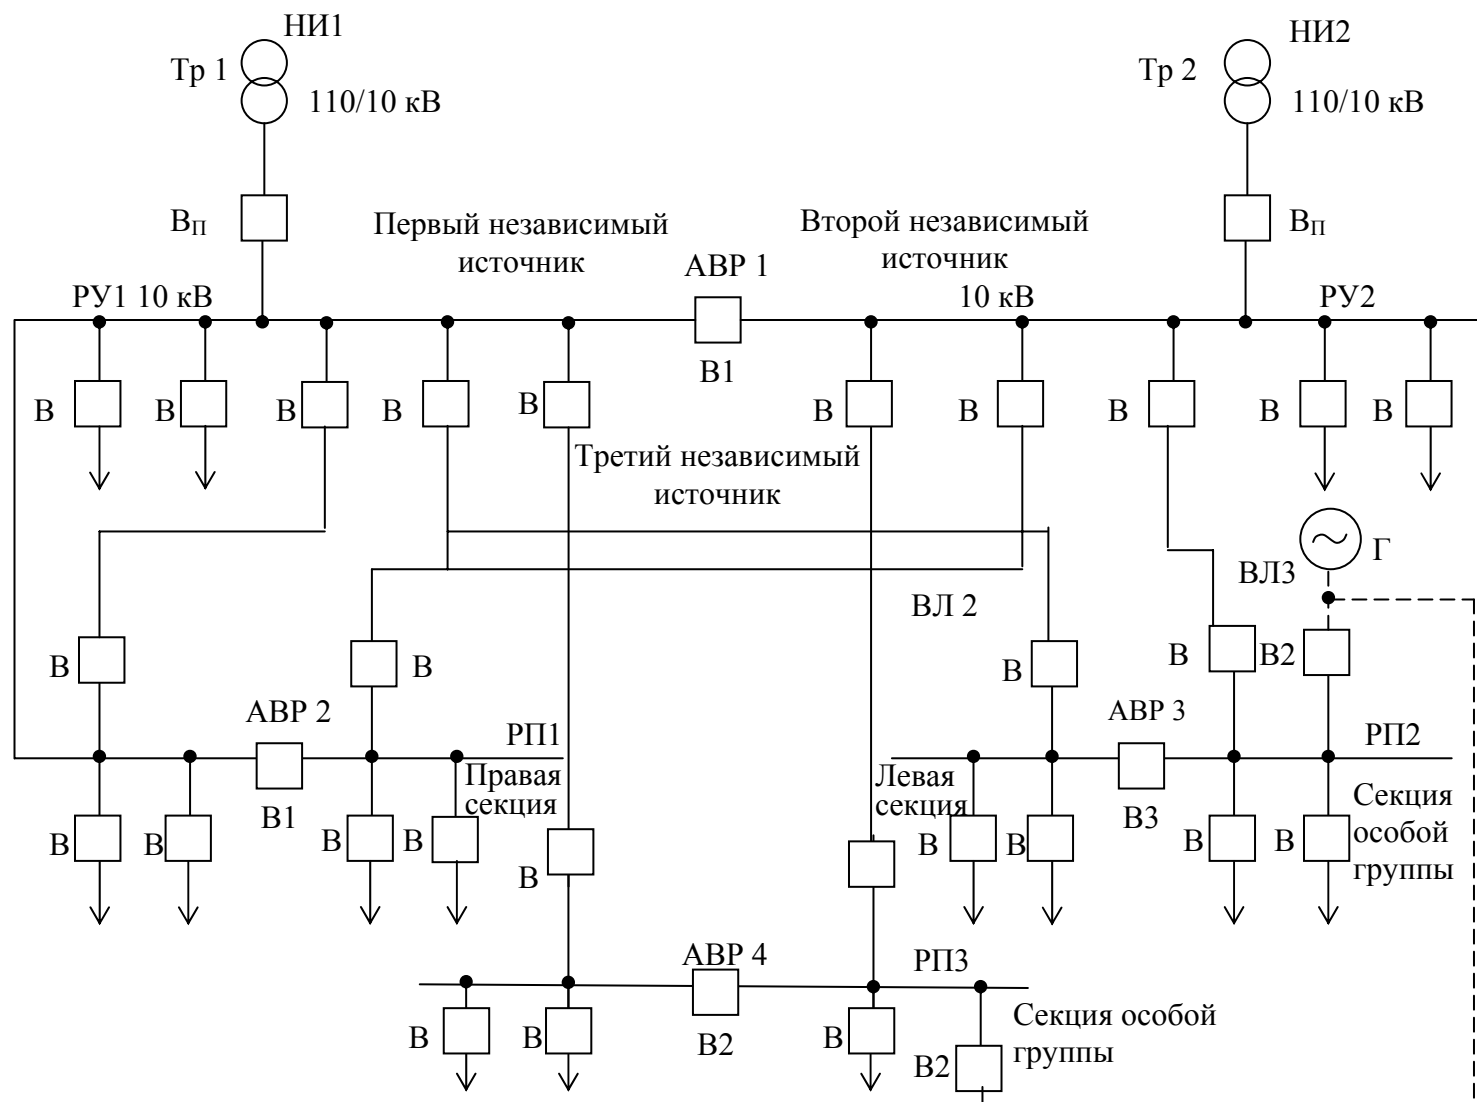 НИ1
Тр 1
110/10 кВ
НИ2
Тр 2
110/10 кВ
ВП
Первый независимый
источник
АВР 1
Второй независимый
источник
ВП
РУ1 10 кВ
10 кВ
РУ2
В1
В
В
В
В
В
В
В
В
В
В
Третий независимый
источник
Г
ВЛ3
ВЛ 2
В
В
В
В
В2
АВР 2
РП1
АВР 3
РП2
Правая
секция
Левая
секция
Секция
особой
группы
В1
В3
В
В
В
В
В
В
В
В
В
АВР 4
РП3
Секция особой
группы
В
В
В2
В
В2